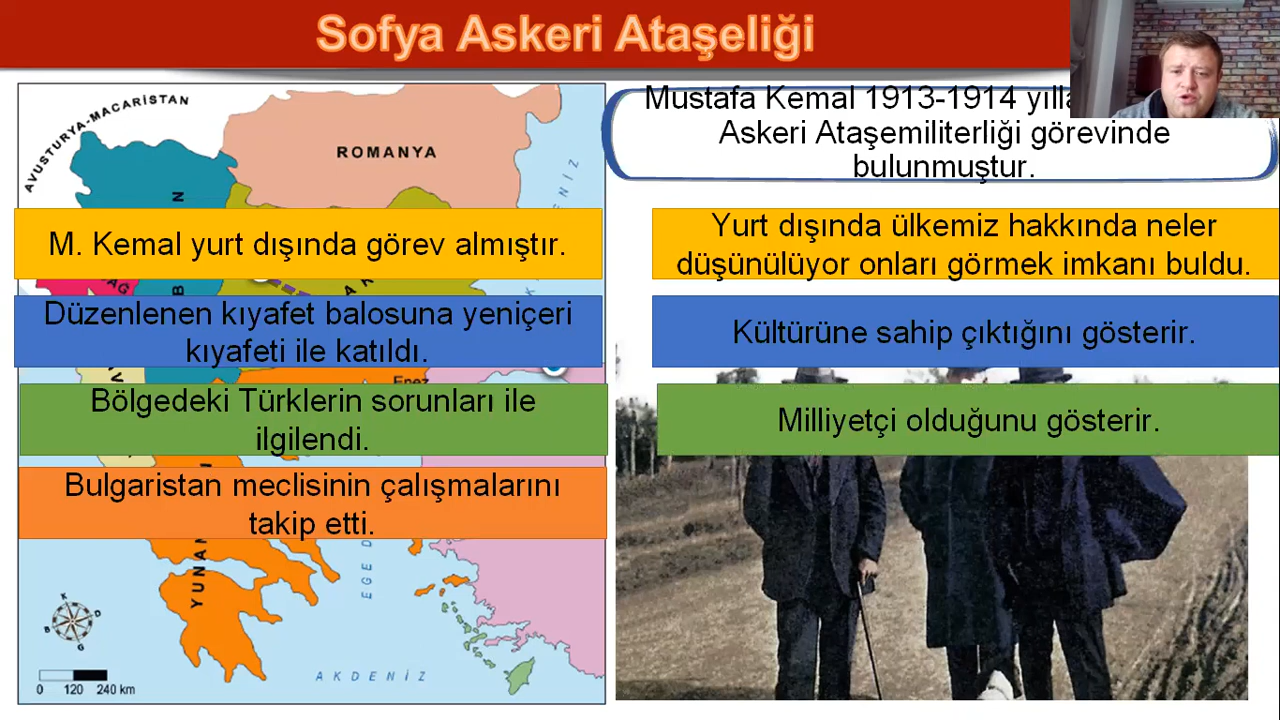 Sofya Askeri Ataşeliği
Mustafa Kemal 1913-1914
Askeri Ataşemiliterliği görevinde
bulunmuştur.
M. Kemal yurt dışında görev almıştır.
Yurt dışında ülkemiz hakkında neler
düşünülüyor onları görmek imkanı buldu.
Düzenlenen kıyafet balosuna yeniçeri
kıyafeti ile katıldı.
Kültürüne sahip çıktığını gösterir.
Bölgedeki Türklerin sorunları ile
ilgilendi.
Milliyetçi olduğunu gösterir.
Bulgaristan meclisinin çalışmalarını
takip etti.
AVUSTURYA-MACARİSTAN
ROMANYA
Enez
AKDENİZ
K
D
B
G
0 120 240 km